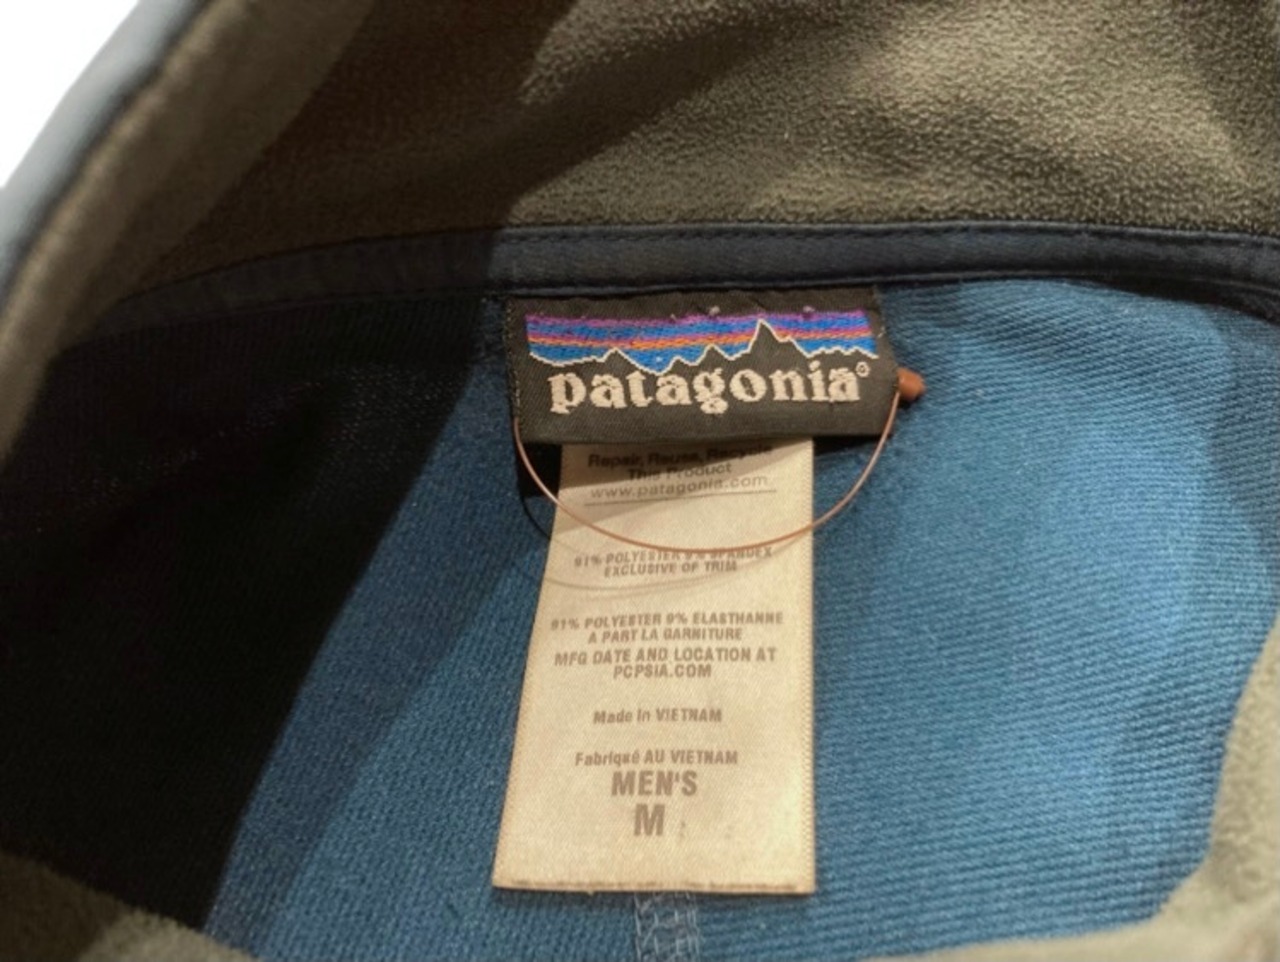 patagonia®
Repair, Reuse, Recycle
This Product
www.patagonia.com
91% POLYESTER 9% SPANDEX
EXCLUSIVE OF TRIM
91% POLYESTER 9% ELASTHANNE
A PART LA GARNITURE
MFG DATE AND LOCATION AT
PCPSIA.COM
Made in VIETNAM
Fabriqué AU VIETNAM
MEN'S
M